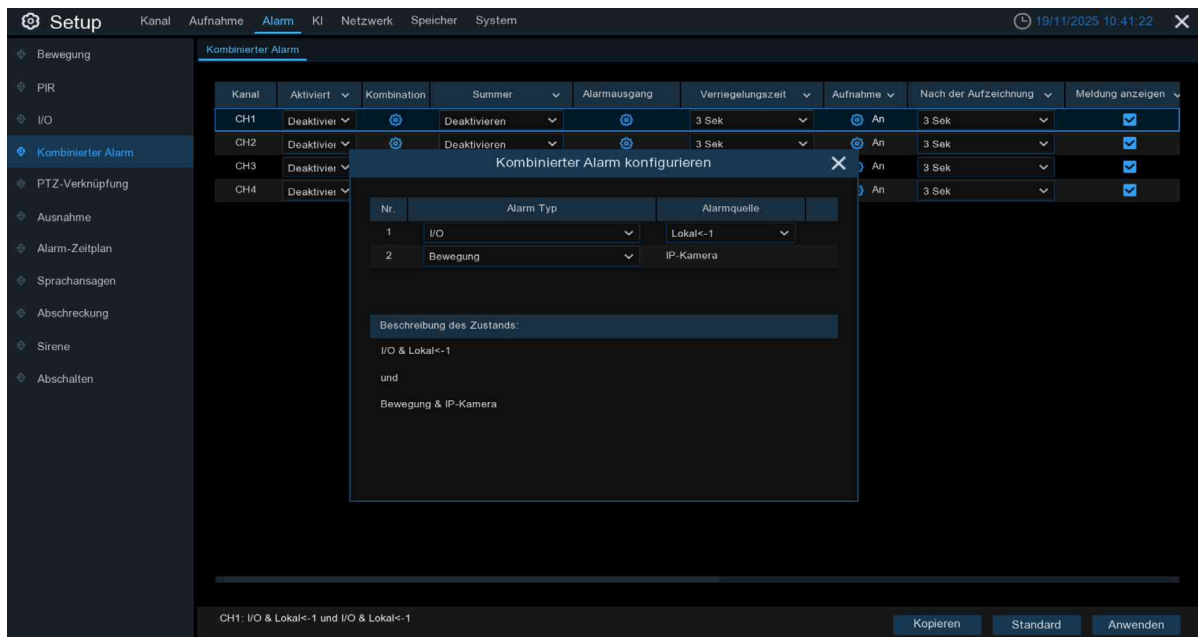 Setup Kanal Aufnahme Alarm KI Netzwerk Speicher System 19/11/2025 10:41:22
Bewegung
PIR
I/O
Kombinierter Alarm
PTZ-Verknüpfung
Ausnahme
Alarm-Zeitplan
Sprachansagen
Abschreckung
Sirene
Abschalten
Kombinierter Alarm
Kanal Aktiviert Kombination Summer Alarmausgang Verriegelungszeit Aufnahme Nach der Aufzeichnung Meldung anzeigen
CH1 Deaktivier Deaktivieren 3 Sek An 3 Sek
CH2 Deaktivier Deaktivieren 3 Sek An 3 Sek
CH3 Deaktivier An 3 Sek
CH4 Deaktivier An 3 Sek
Kombinierter Alarm konfigurieren
Nr. Alarm Typ Alarmquelle
1 I/O Lokal<-1
2 Bewegung IP-Kamera
Beschreibung des Zustands:
I/O & Lokal<-1
und
Bewegung & IP-Kamera
CH1: I/O & Lokal<-1 und I/O & Lokal<-1
Kopieren Standard Anwenden